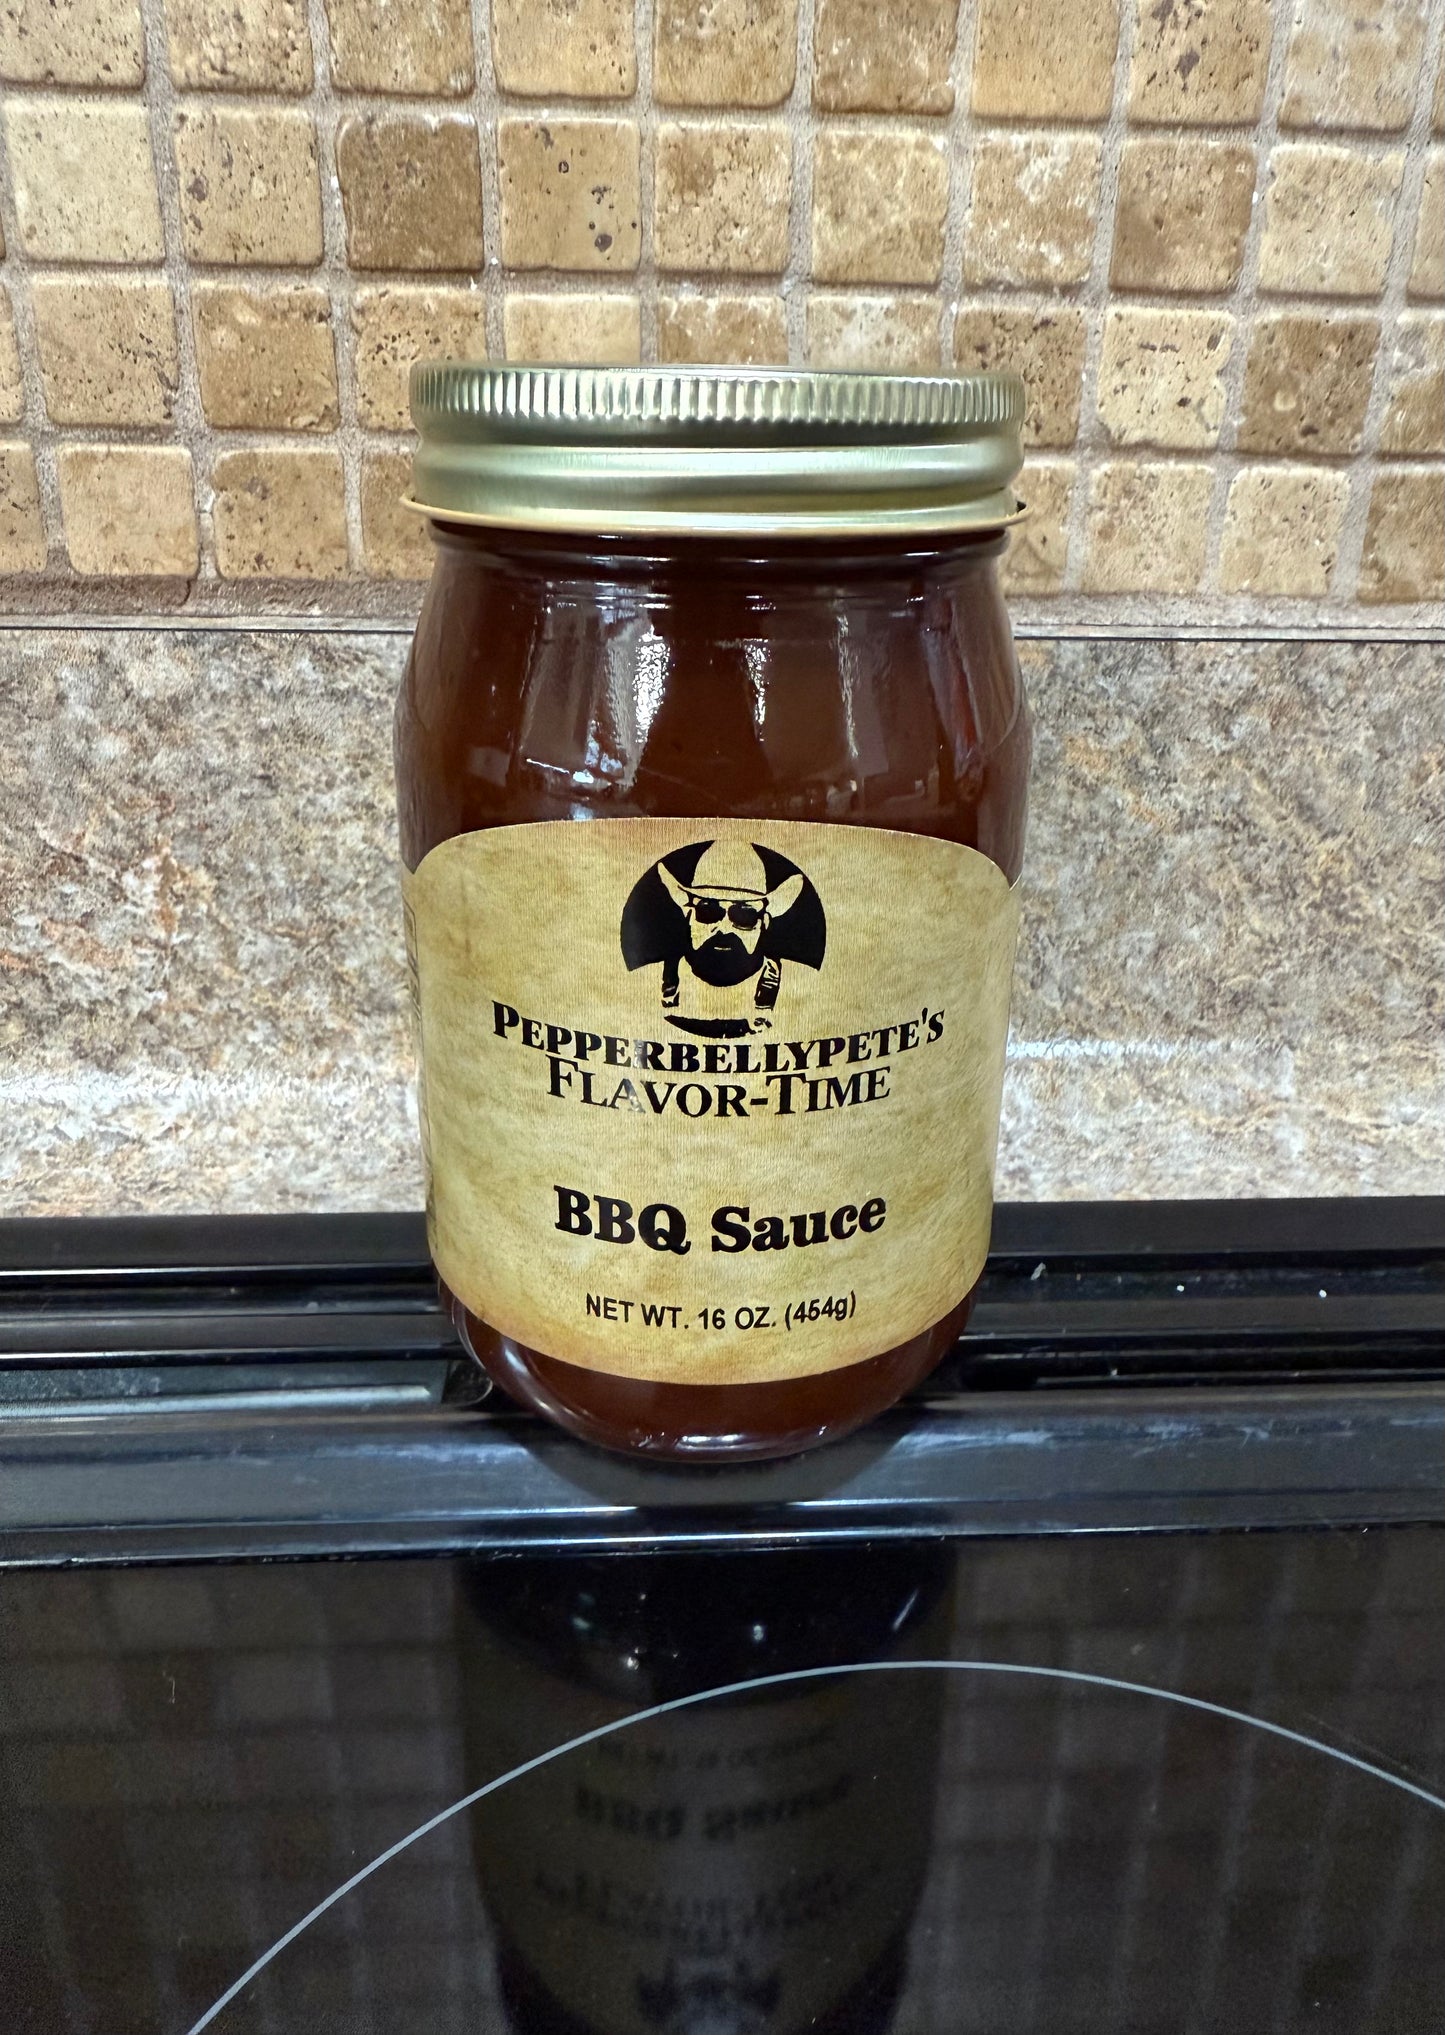 PEPPERBELLYPETE'S
FLAVOR-TIME
BBQ Sauce
NET WT. 16 OZ. (454g)